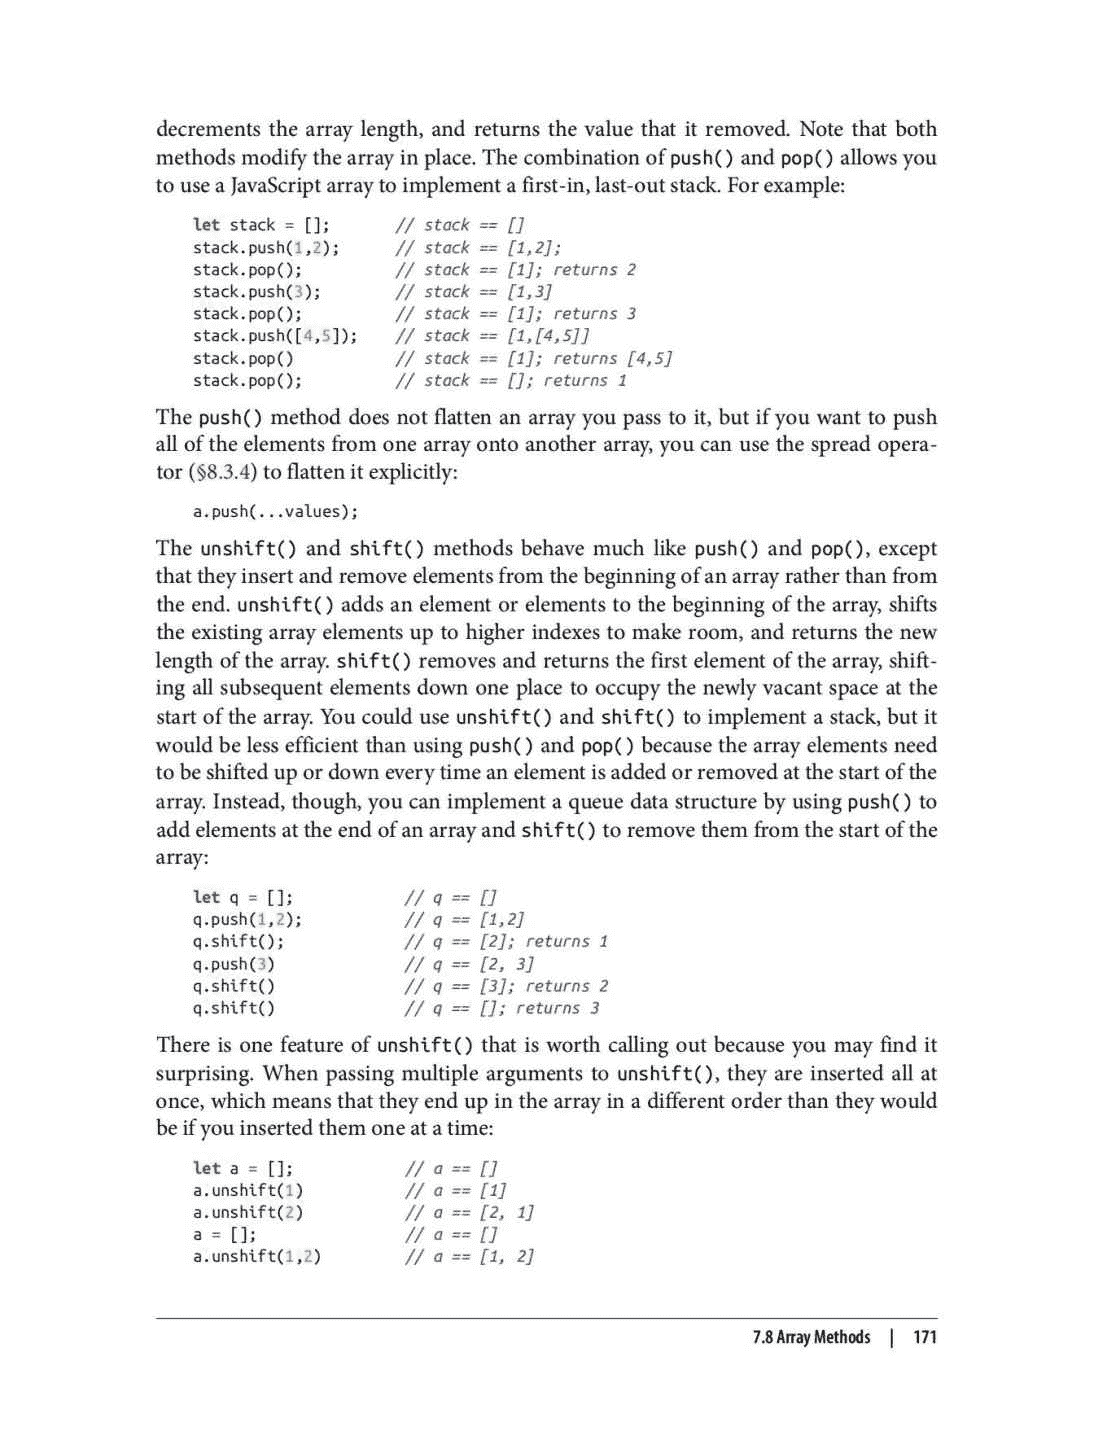 decrements the array length, and returns the value that it removed. Note that both
methods modify the array in place. The combination of push() and pop() allows you
to use a JavaScript array to implement a first-in, last-out stack. For example:
let stack = [];       // stack == []
stack.push(1,2);      // stack == [1,2];
stack.pop();          // stack == [1]; returns 2
stack.push(3);        // stack == [1,3]
stack.pop();          // stack == [1]; returns 3
stack.push([4,5]);    // stack == [1,[4,5]]
stack.pop()           // stack == [1]; returns [4,5]
stack.pop();          // stack == []; returns 1
The push() method does not flatten an array you pass to it, but if you want to push
all of the elements from one array onto another array, you can use the spread opera-
tor (§8.3.4) to flatten it explicitly:
a.push(...values);
The unshift() and shift() methods behave much like push() and pop(), except
that they insert and remove elements from the beginning of an array rather than from
the end. unshift() adds an element or elements to the beginning of the array, shifts
the existing array elements up to higher indexes to make room, and returns the new
length of the array. shift() removes and returns the first element of the array, shift-
ing all subsequent elements down one place to occupy the newly vacant space at the
start of the array. You could use unshift() and shift() to implement a stack, but it
would be less efficient than using push() and pop() because the array elements need
to be shifted up or down every time an element is added or removed at the start of the
array. Instead, though, you can implement a queue data structure by using push() to
add elements at the end of an array and shift() to remove them from the start of the
array:
let q = [];            // q == []
q.push(1,2);           // q == [1,2]
q.shift();             // q == [2]; returns 1
q.push(3)              // q == [2, 3]
q.shift()              // q == [3]; returns 2
q.shift()              // q == []; returns 3
There is one feature of unshift() that is worth calling out because you may find it
surprising. When passing multiple arguments to unshift(), they are inserted all at
once, which means that they end up in the array in a different order than they would
be if you inserted them one at a time:
let a = [];            // a == []
a.unshift(1)           // a == [1]
a.unshift(2)           // a == [2, 1]
a = [];                // a == []
a.unshift(1,2)         // a == [1, 2]
7.8 Array Methods | 171